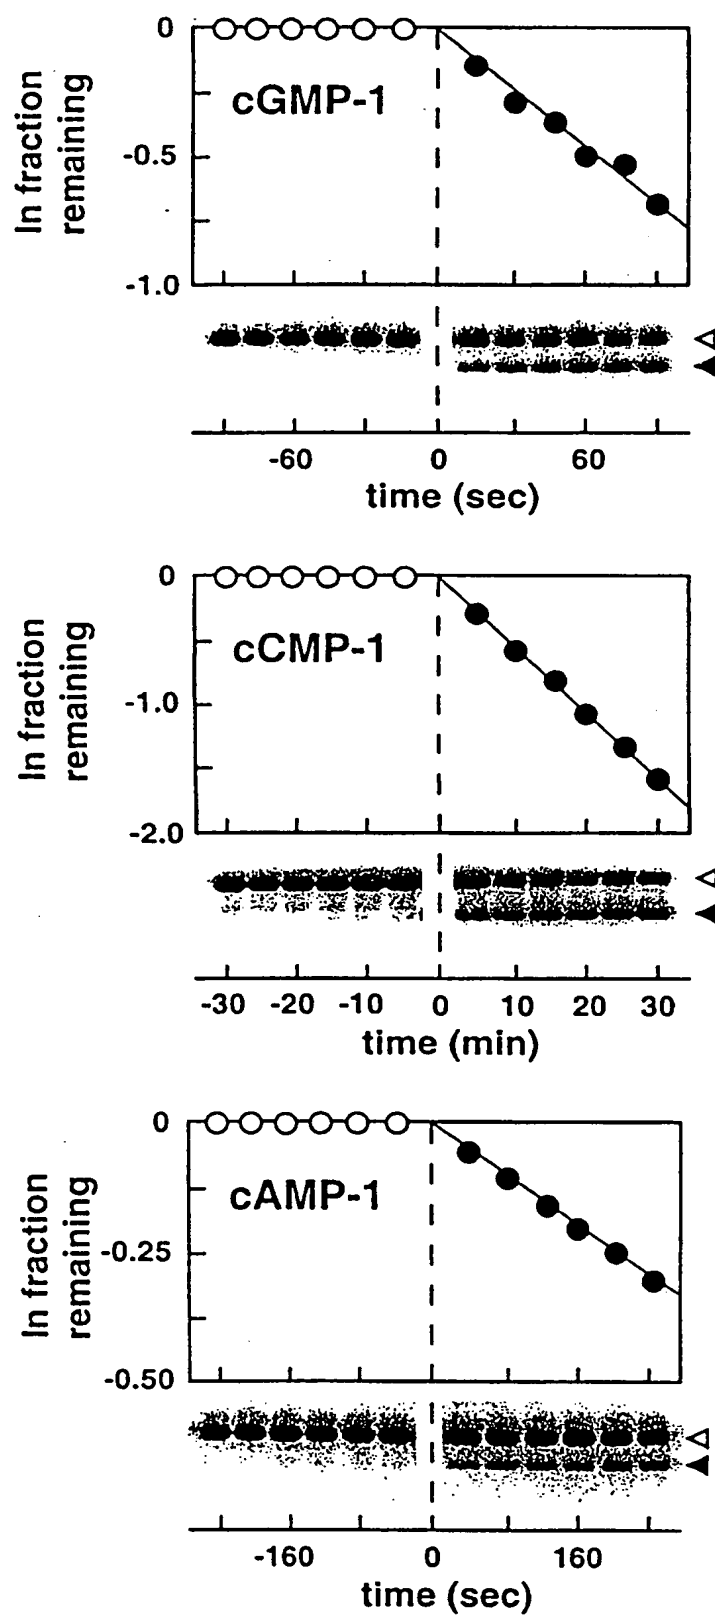 0
cGMP-1
-0.5
-1.0
ln fraction
remaining
-60 0 60
time (sec)
0
cCMP-1
-1.0
-2.0
ln fraction
remaining
-30 -20 -10 0 10 20 30
time (min)
0
cAMP-1
-0.25
-0.50
ln fraction
remaining
-160 0 160
time (sec)